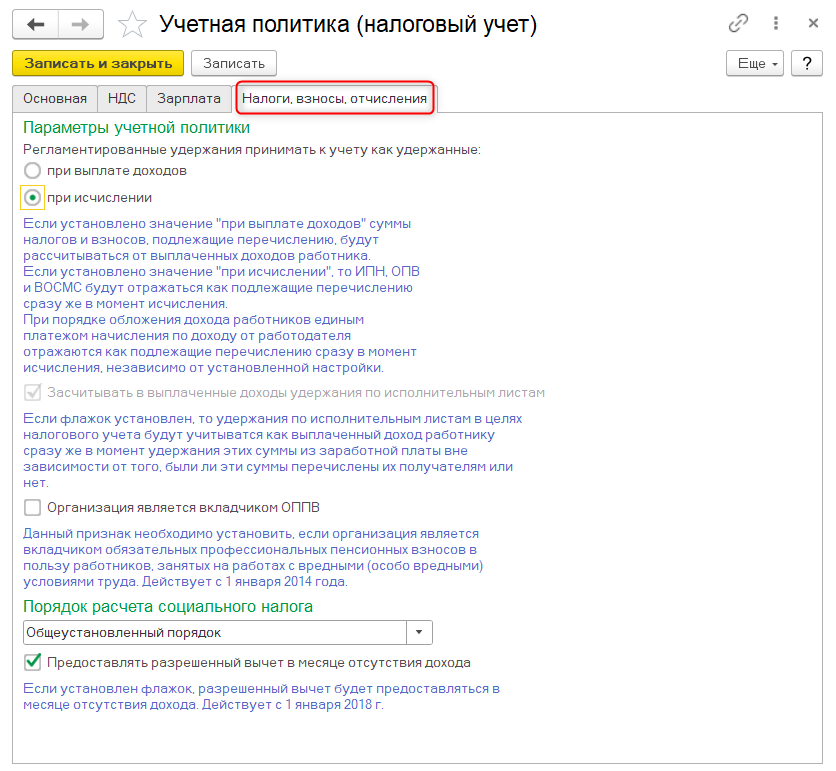 Учетная политика (налоговый учет)
Записать и закрыть
Записать
Еще
?
Основная
НДС
Зарплата
Налоги, взносы, отчисления
Параметры учетной политики
Регламентированные удержания принимать к учету как удержанные:
при выплате доходов
при исчислении
Если установлено значение "при выплате доходов" суммы
налогов и взносов, подлежащие перечислению, будут
рассчитываться от выплаченных доходов работника.
Если установлено значение "при исчислении", то ИПН, ОПВ
и ВОСМС будут отражаться как подлежащие перечислению
сразу же в момент исчисления.
При порядке обложения дохода работников единым
платежом начисления по доходу от работодателя
отражаются как подлежащие перечислению сразу в момент
исчисления, независимо от установленной настройки.
Засчитывать в выплаченные доходы удержания по исполнительным листам
Если флажок установлен, то удержания по исполнительным листам в целях
налогового учета будут учитыватся как выплаченный доход работнику
сразу же в момент удержания этих суммы из заработной платы вне
зависимости от того, были ли эти суммы перечислены их получателям или
нет.
Организация является вкладчиком ОППВ
Данный признак необходимо установить, если организация является
вкладчиком обязательных профессиональных пенсионных взносов в
пользу работников, занятых на работах с вредными (особо вредными)
условиями труда. Действует с 1 января 2014 года.
Порядок расчета социального налога
Общеустановленный порядок
Предоставлять разрешенный вычет в месяце отсутствия дохода
Если установлен флажок, разрешенный вычет будет предоставляться в
месяце отсутствия дохода. Действует с 1 января 2018 г.